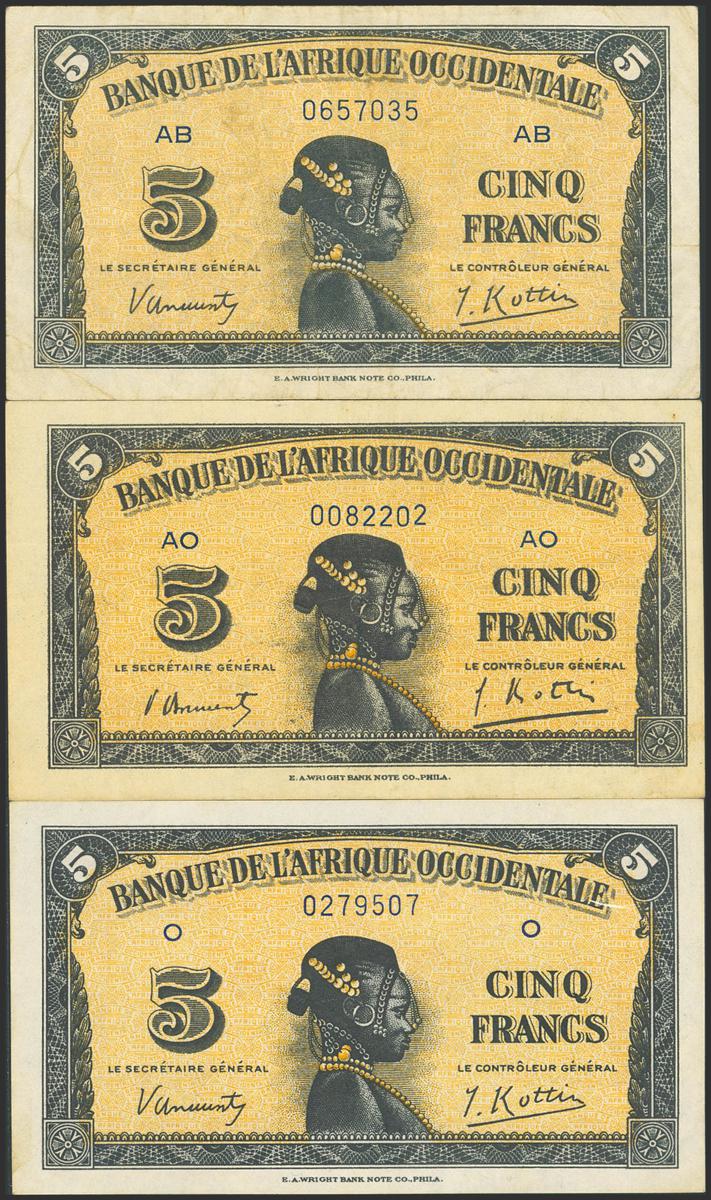 5 BANQUE DE L'AFRIQUE OCCIDENTALE 5
0657035
AB AB
5 CINQ
FRANCS
LE SECRÉTAIRE GÉNÉRAL LE CONTRÔLEUR GÉNÉRAL
E.A.WRIGHT BANK NOTE CO., PHILA.
5 BANQUE DE L'AFRIQUE OCCIDENTALE 5
0082202
AO AO
5 CINQ
FRANCS
LE SECRÉTAIRE GÉNÉRAL LE CONTRÔLEUR GÉNÉRAL
E.A.WRIGHT BANK NOTE CO., PHILA.
5 BANQUE DE L'AFRIQUE OCCIDENTALE 5
0279507
O O
5 CINQ
FRANCS
LE SECRÉTAIRE GÉNÉRAL LE CONTRÔLEUR GÉNÉRAL
E.A.WRIGHT BANK NOTE CO., PHILA.